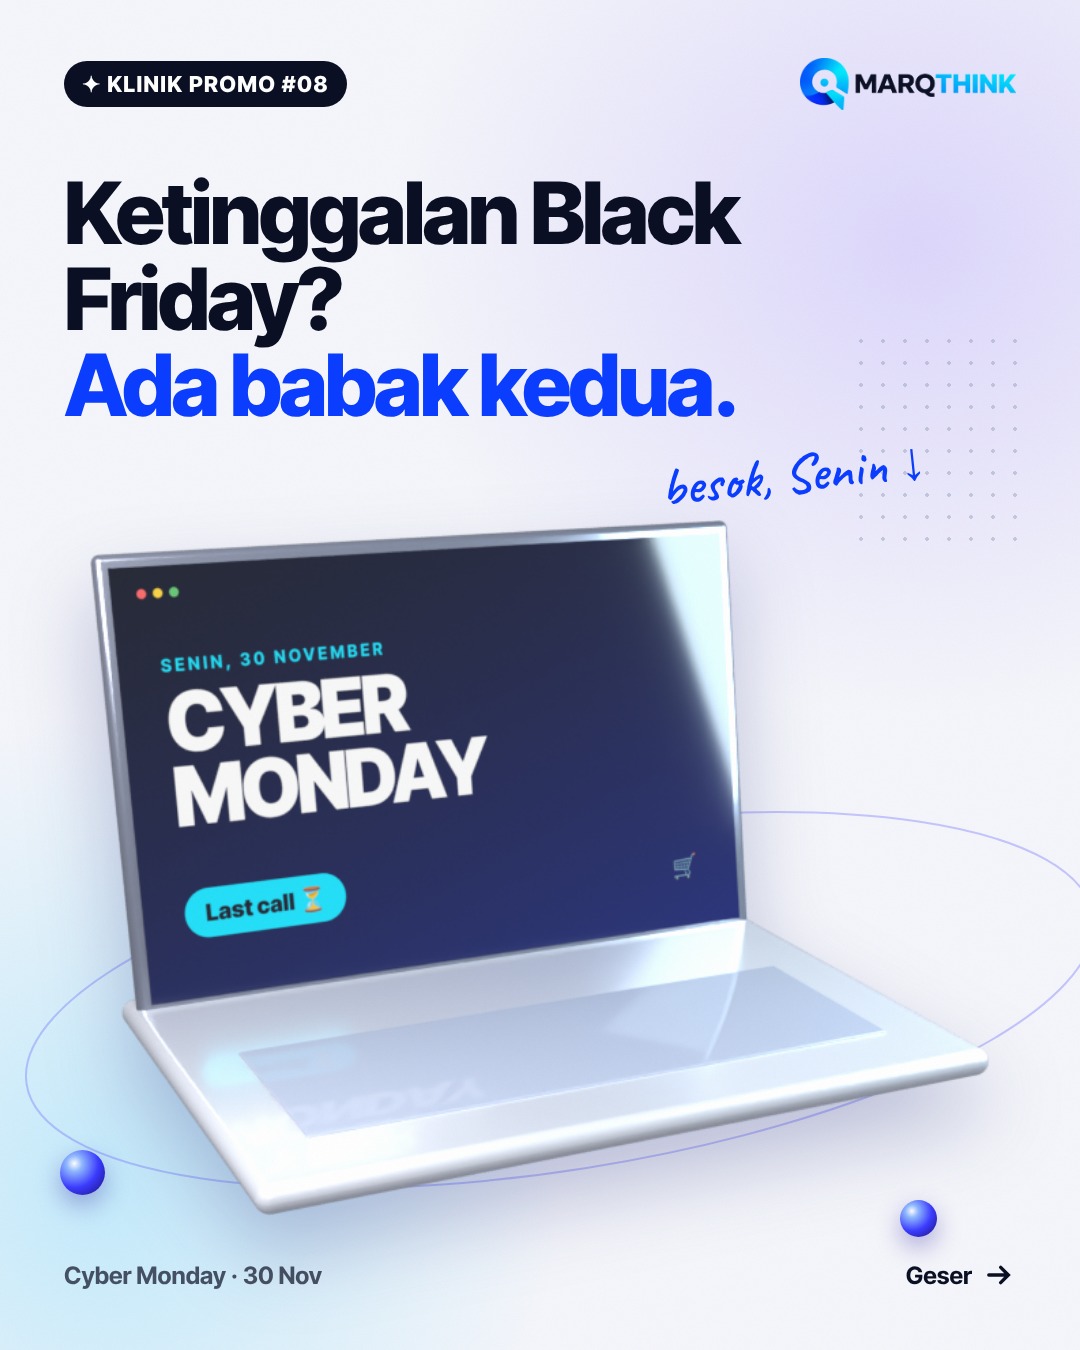 ✦ KLINIK PROMO #08
MARQTHINK
Ketinggalan Black
Friday?
Ada babak kedua.
besok, Senin ↓
SENIN, 30 NOVEMBER
CYBER
MONDAY
Last call ⏳
Cyber Monday · 30 Nov
Geser →